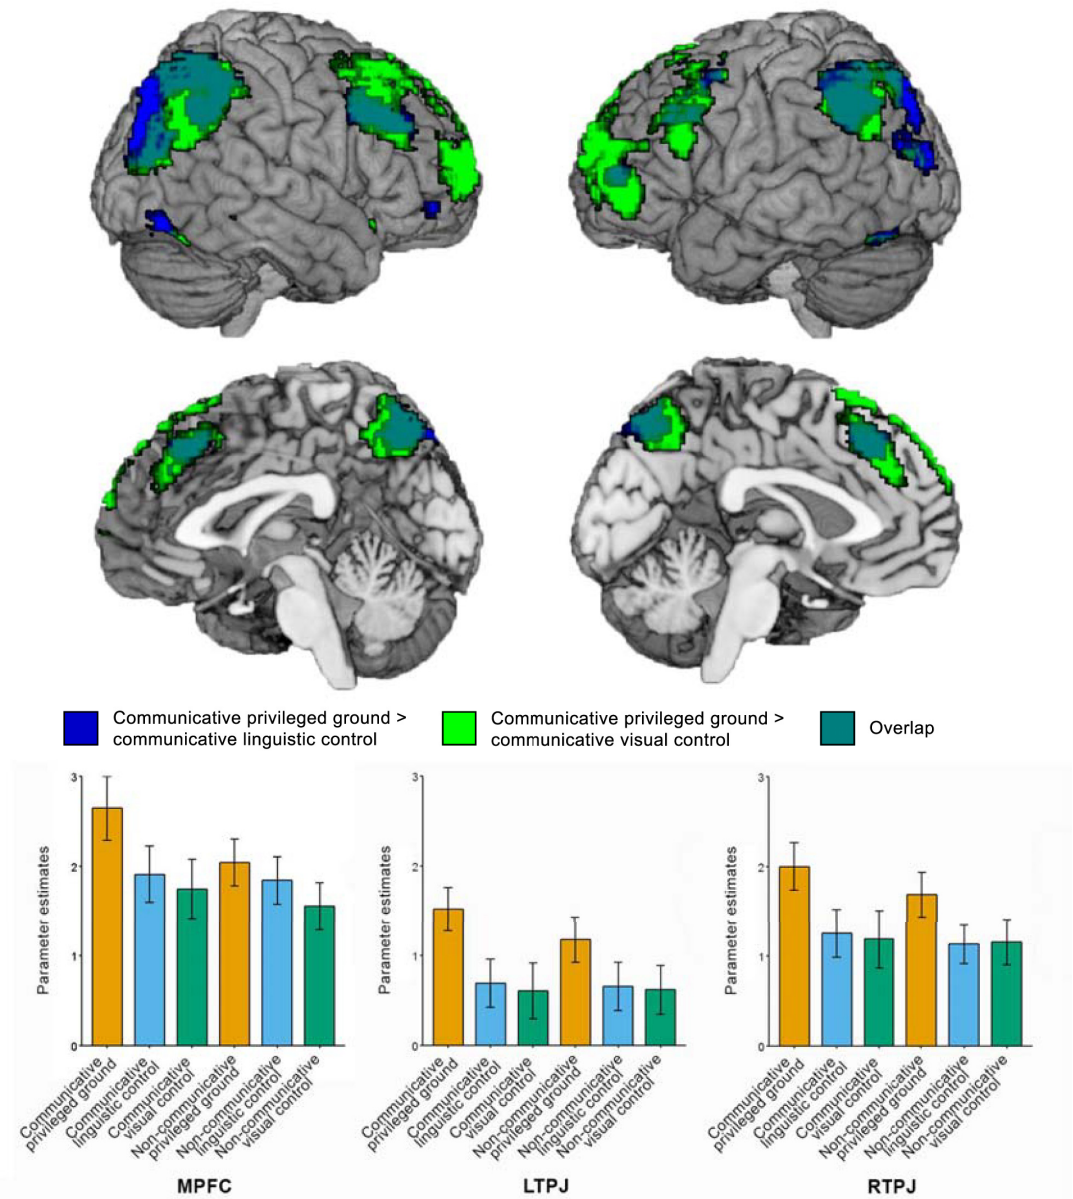 Communicative privileged ground >
communicative linguistic control
Communicative privileged ground >
communicative visual control
Overlap
3
2
1
0
Parameter estimates
Communicative
privileged ground
Communicative
linguistic control
Communicative
visual control
Non-communicative
privileged ground
Non-communicative
linguistic control
Non-communicative
visual control
MPFC
3
2
1
0
Parameter estimates
Communicative
privileged ground
Communicative
linguistic control
Communicative
visual control
Non-communicative
privileged ground
Non-communicative
linguistic control
Non-communicative
visual control
LTPJ
3
2
1
0
Parameter estimates
Communicative
privileged ground
Communicative
linguistic control
Communicative
visual control
Non-communicative
privileged ground
Non-communicative
linguistic control
Non-communicative
visual control
RTPJ